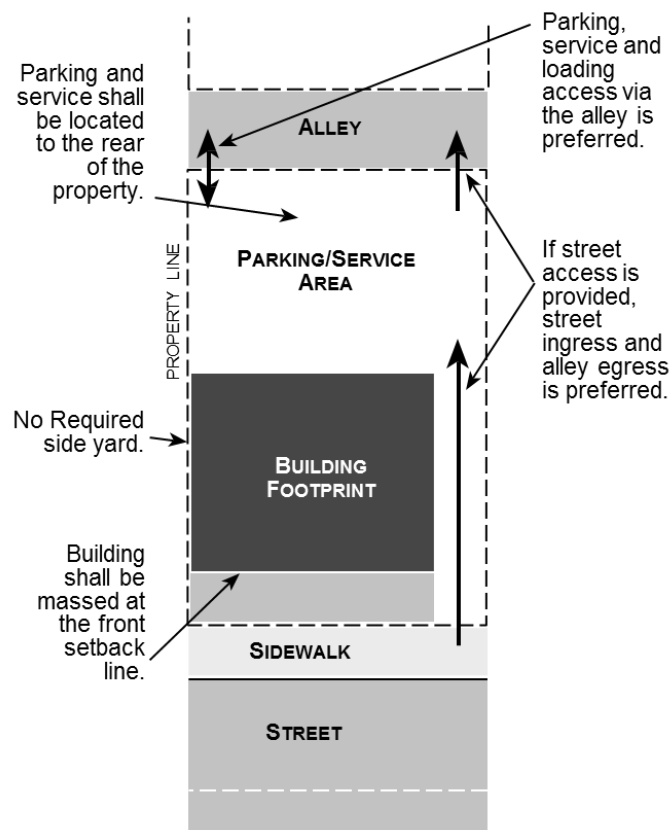 Parking and
service shall
be located
to the rear
of the
property.
Parking,
service and
loading
access via
the alley is
preferred.
ALLEY
PARKING/SERVICE
AREA
PROPERTY LINE
If street
access is
provided,
street
ingress and
alley egress
is preferred.
No Required
side yard.
BUILDING
FOOTPRINT
Building
shall be
massed at
the front
setback
line.
SIDEWALK
STREET